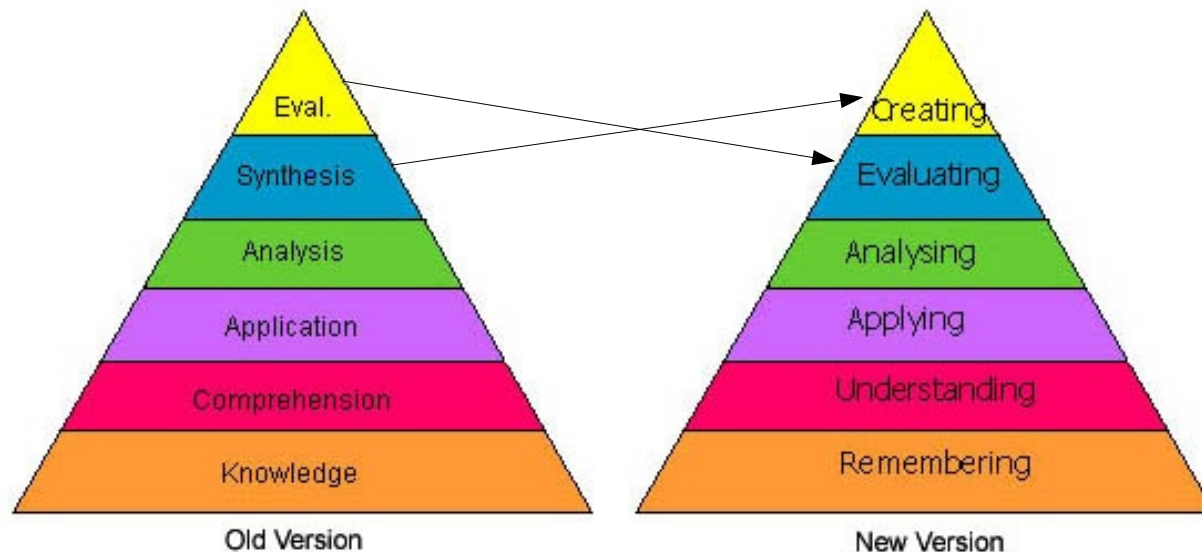 Eval.
Synthesis
Analysis
Application
Comprehension
Knowledge
Old Version
Creating
Evaluating
Analysing
Applying
Understanding
Remembering
New Version